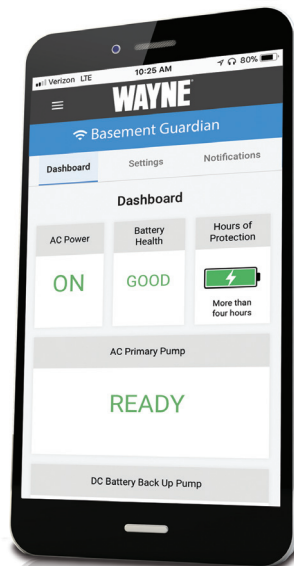 Verizon LTE 10:25 AM 80%
WAYNE
Basement Guardian
Dashboard Settings Notifications
Dashboard
AC Power
ON
Battery
Health
GOOD
Hours of
Protection
More than
four hours
AC Primary Pump
READY
DC Battery Back Up Pump